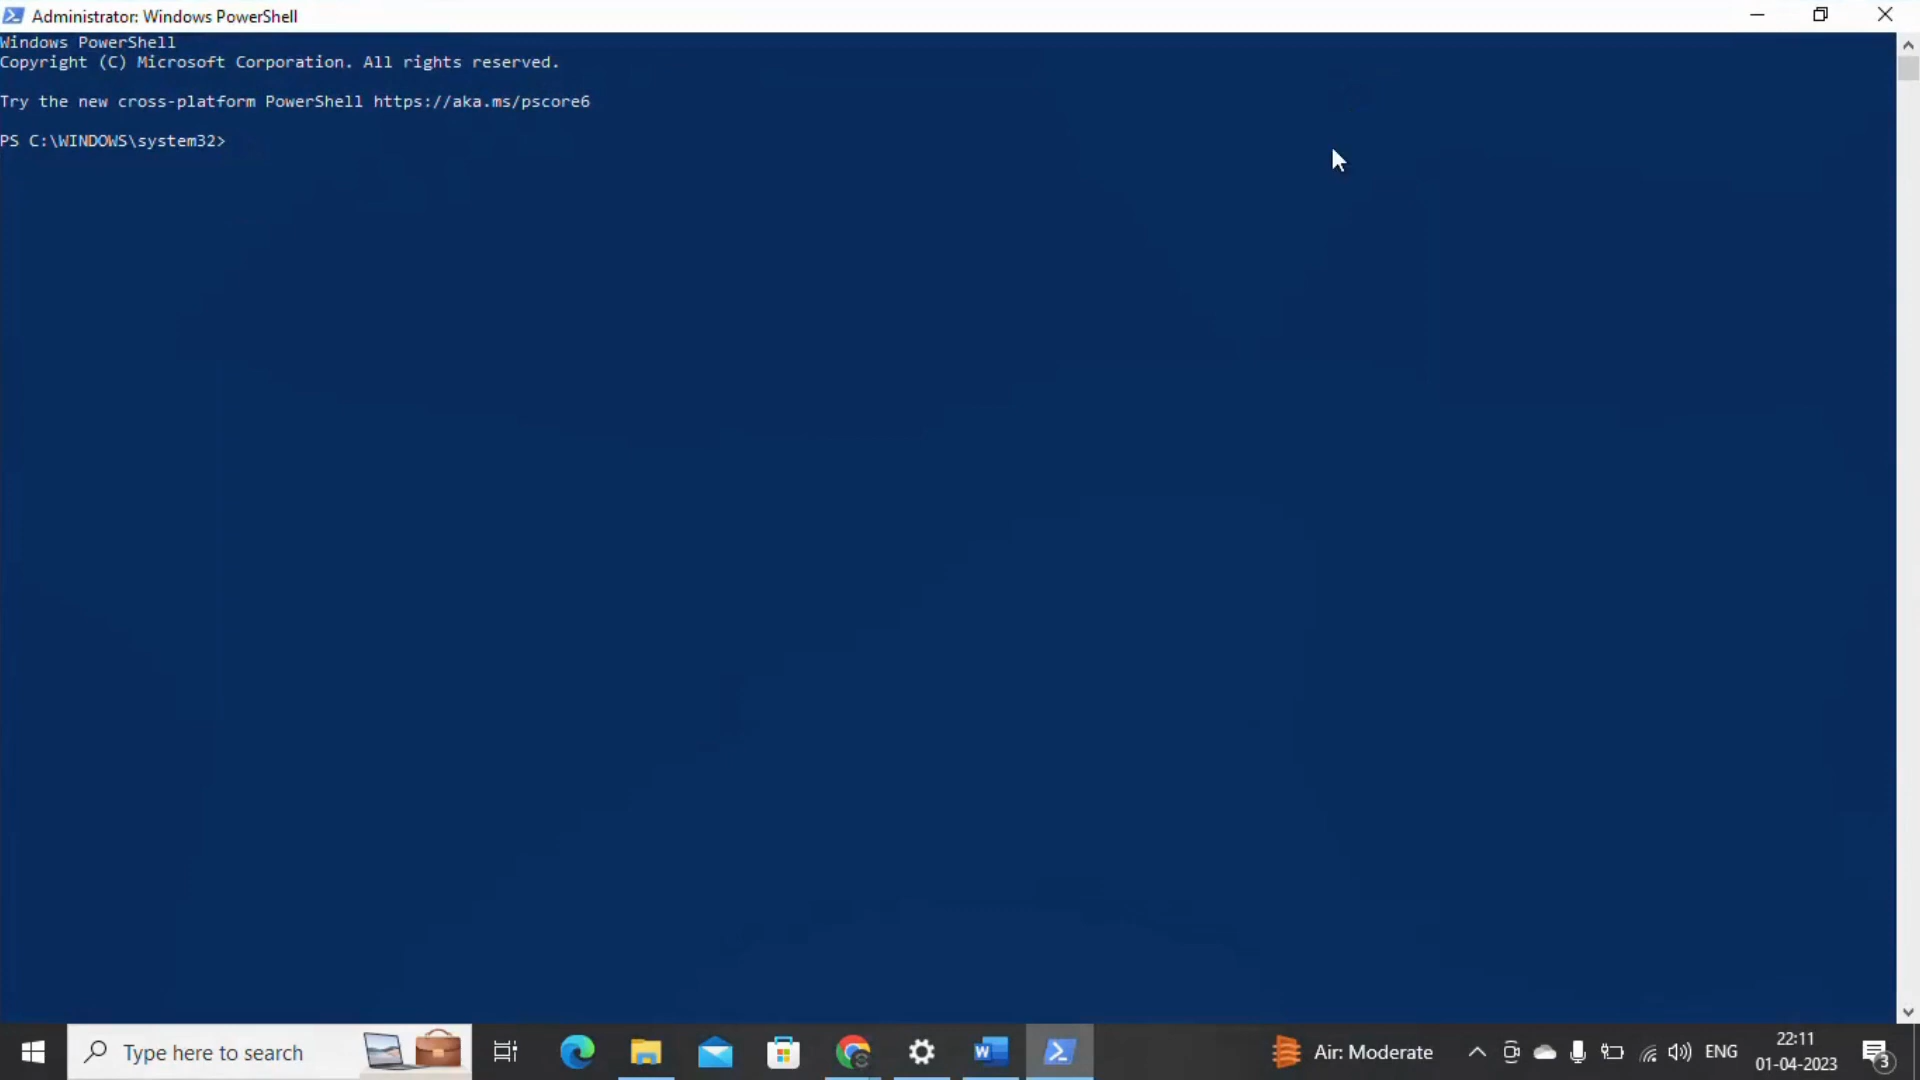 Administrator: Windows PowerShell
Windows PowerShell
Copyright (C) Microsoft Corporation. All rights reserved.
Try the new cross-platform PowerShell https://aka.ms/pscore6
PS C:\WINDOWS\system32>
Type here to search
W
Air: Moderate
ENG
22:11
01-04-2023
3